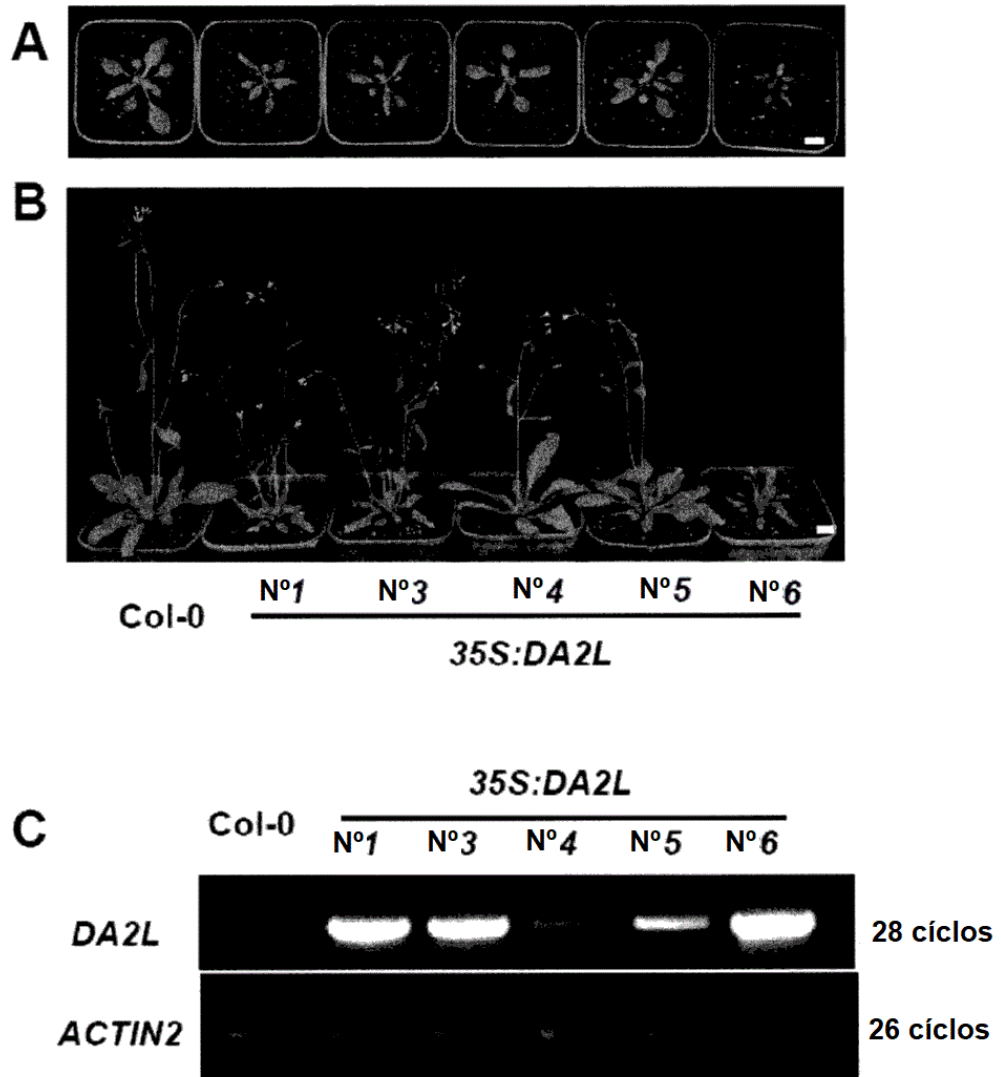 A
B
Col-0 Nº1 Nº3 Nº4 Nº5 Nº6
35S:DA2L
35S:DA2L
C Col-0 Nº1 Nº3 Nº4 Nº5 Nº6
DA2L 28 cíclos
ACTIN2 26 cíclos